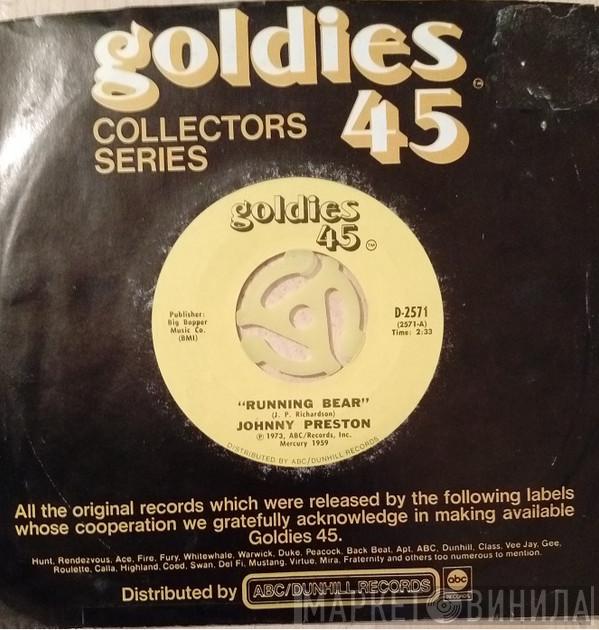 goldies
45
TM
COLLECTORS
SERIES
goldies
45
TM
Publisher:
Big Bopper
Music Co.
(BMI)
D-2571
(2571-A)
Time: 2:33
"RUNNING BEAR"
(J. P. Richardson)
JOHNNY PRESTON
℗ 1973, ABC/Records, Inc.
Mercury 1959
DISTRIBUTED BY ABC/DUNHILL RECORDS
All the original records which were released by the following labels
whose cooperation we gratefully acknowledge in making available
Goldies 45.
Hunt, Rendezvous, Ace, Fire, Fury, Whitewhale, Warwick, Duke, Peacock, Back Beat, Apt, ABC, Dunhill, Class, Vee Jay, Gee,
Roulette, Calla, Highland, Coed, Swan, Del Fi, Mustang, Virtue, Mira, Fraternity and others too numerous to mention.
Distributed by ABC/DUNHILL RECORDS
abc
RECORDS
МАРКЕТ ВИНИЛА